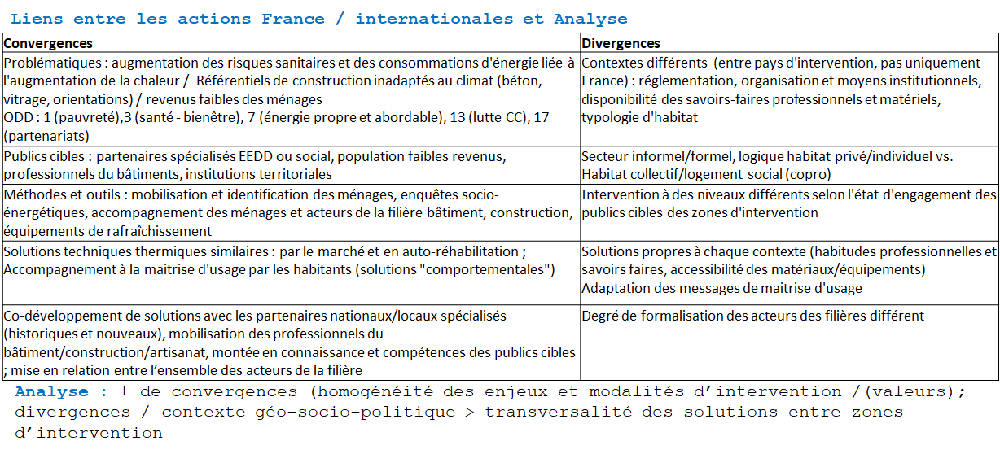 Liens entre les actions France / internationales et Analyse
Convergences
Divergences
Problématiques : augmentation des risques sanitaires et des consommations d'énergie liée à
l'augmentation de la chaleur / Référentiels de construction inadaptés au climat (béton,
vitrage, orientations) / revenus faibles des ménages
ODD : 1 (pauvreté),3 (santé - bienêtre), 7 (énergie propre et abordable), 13 (lutte CC), 17
(partenariats)
Contextes différents (entre pays d'intervention, pas uniquement
France) : réglementation, organisation et moyens institutionnels,
disponibilité des savoirs-faires professionnels et matériels,
typologie d'habitat
Publics cibles : partenaires spécialisés EEDD ou social, population faibles revenus,
professionnels du bâtiments, institutions territoriales
Secteur informel/formel, logique habitat privé/individuel vs.
Habitat collectif/logement social (copro)
Méthodes et outils : mobilisation et identification des ménages, enquêtes socio-
énergétiques, accompagnement des ménages et acteurs de la filière bâtiment, construction,
équipements de rafraîchissement
Intervention à des niveaux différents selon l'état d'engagement des
publics cibles des zones d'intervention
Solutions techniques thermiques similaires : par le marché et en auto-réhabilitation ;
Accompagnement à la maitrise d'usage par les habitants (solutions "comportementales")
Solutions propres à chaque contexte (habitudes professionnelles et
savoirs faires, accessibilité des matériaux/équipements)
Adaptation des messages de maitrise d'usage
Co-développement de solutions avec les partenaires nationaux/locaux spécialisés
(historiques et nouveaux), mobilisation des professionnels du
bâtiment/construction/artisanat, montée en connaissance et compétences des publics cibles
; mise en relation entre l’ensemble des acteurs de la filière
Degré de formalisation des acteurs des filières différent
Analyse : + de convergences (homogénéité des enjeux et modalités d’intervention /(valeurs);
divergences / contexte géo-socio-politique > transversalité des solutions entre zones
d’intervention